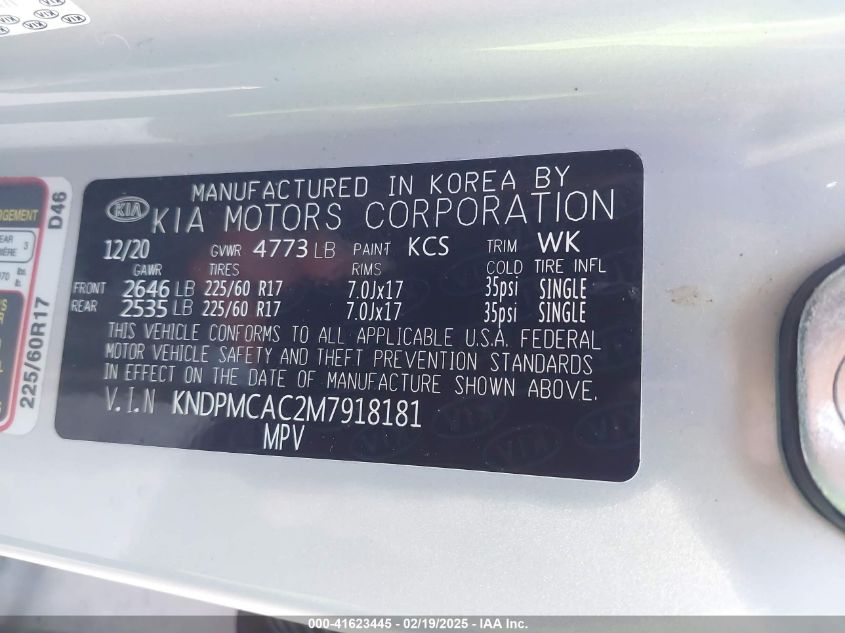 MANUFACTURED IN KOREA BY
KIA KIA MOTORS CORPORATION
12/20 GVWR 4773 LB PAINT KCS TRIM WK
GAWR TIRES RIMS COLD TIRE INFL
FRONT 2646 LB 225/60 R17 7.0Jx17 35psi SINGLE
REAR 2535 LB 225/60 R17 7.0Jx17 35psi SINGLE
THIS VEHICLE CONFORMS TO ALL APPLICABLE U.S.A. FEDERAL
MOTOR VEHICLE SAFETY AND THEFT PREVENTION STANDARDS
IN EFFECT ON THE DATE OF MANUFACTURE SHOWN ABOVE.
V.I.N KNDPMCAC2M7918181
MPV
D46
225/60R17
000-41623445 - 02/19/2025 - IAA Inc.